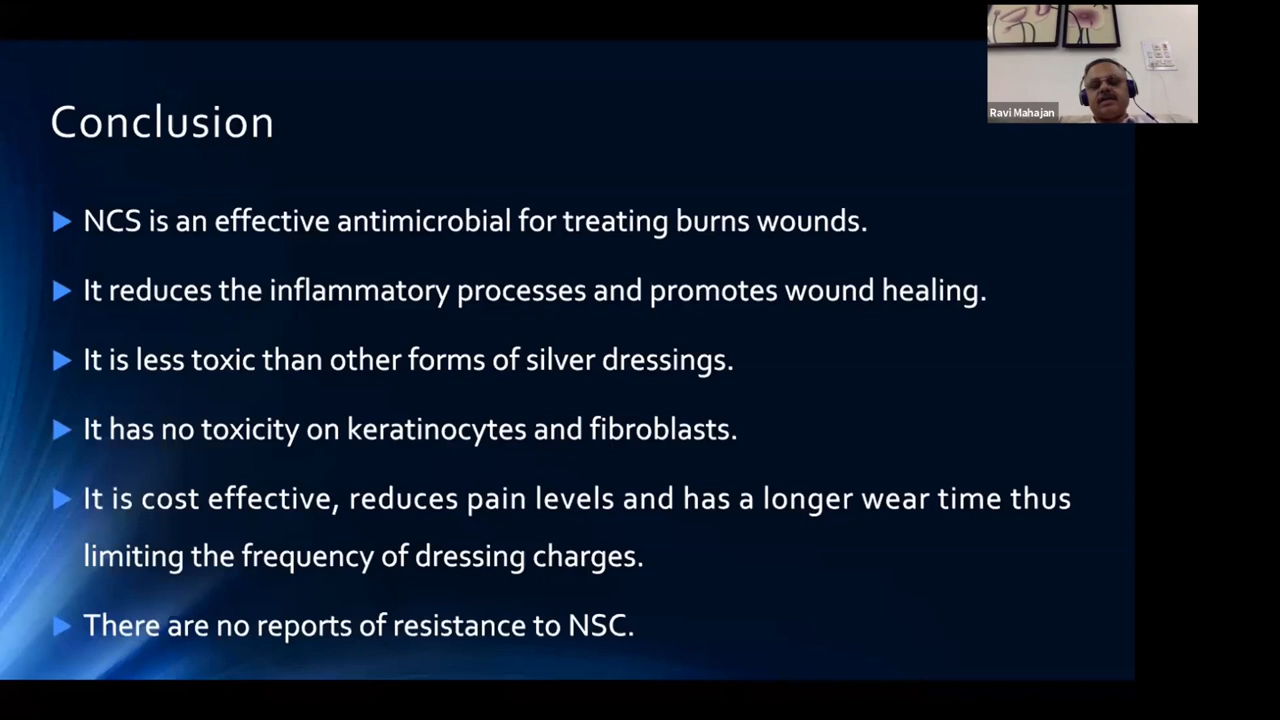 Ravi Mahajan
Conclusion
NCS is an effective antimicrobial for treating burns wounds.
It reduces the inflammatory processes and promotes wound healing.
It is less toxic than other forms of silver dressings.
It has no toxicity on keratinocytes and fibroblasts.
It is cost effective, reduces pain levels and has a longer wear time thus
limiting the frequency of dressing charges.
There are no reports of resistance to NSC.